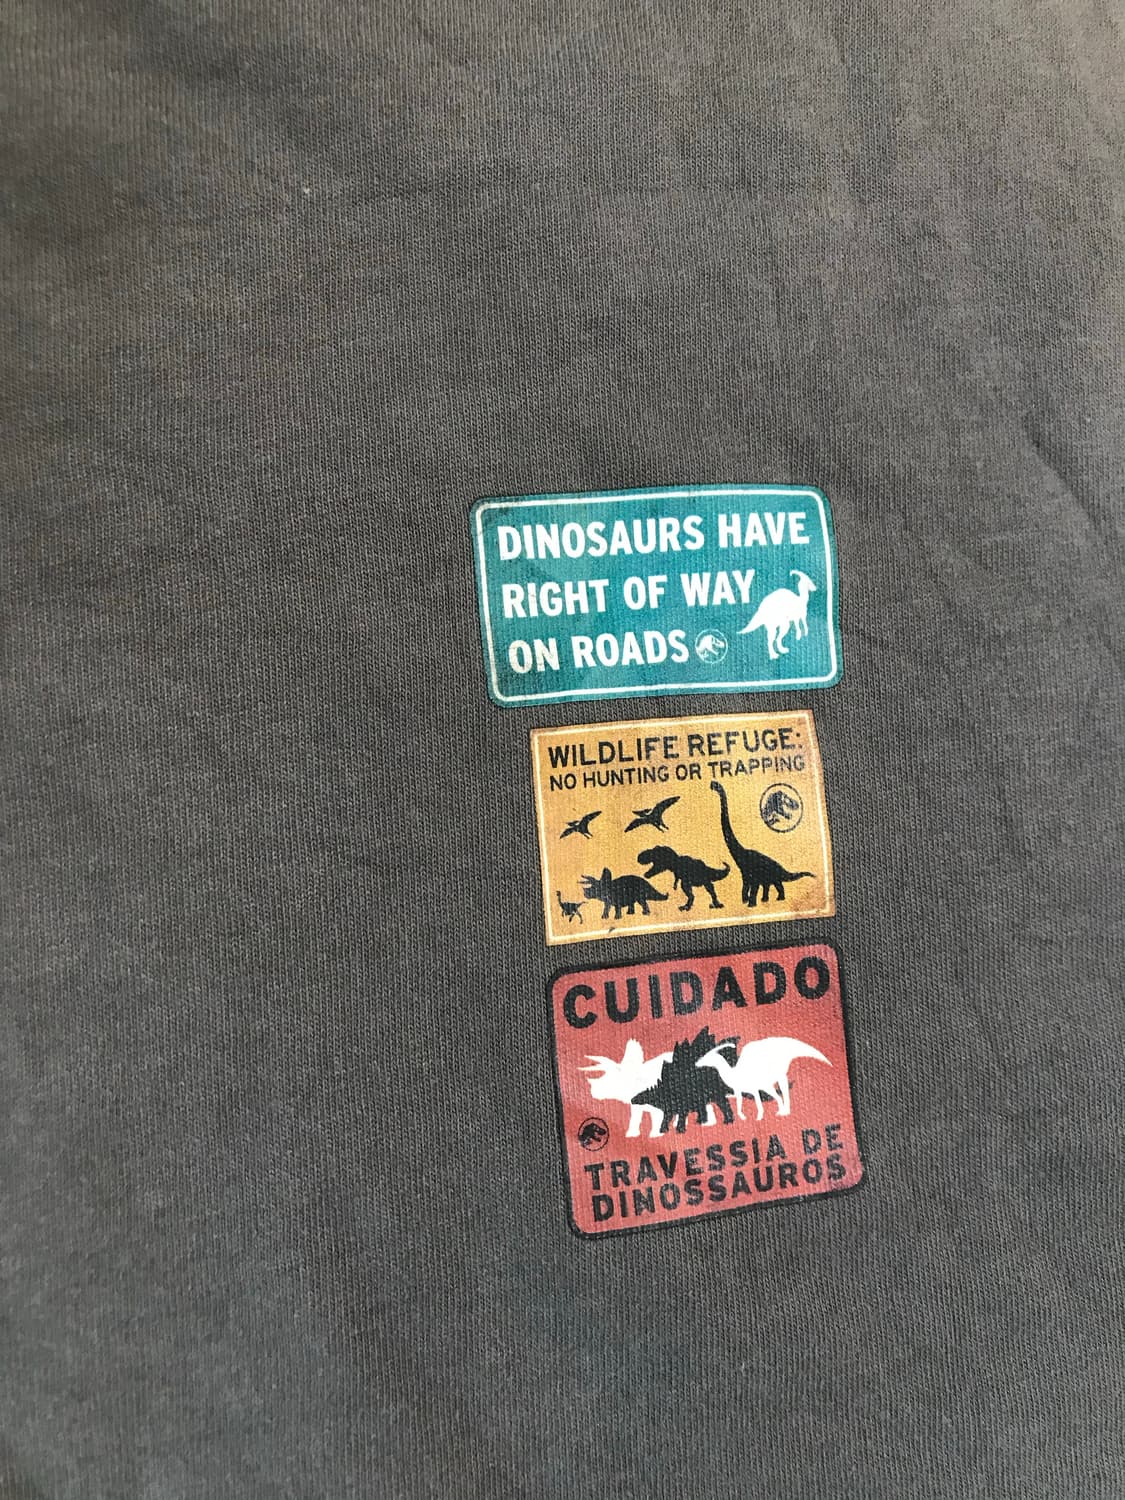 DINOSAURS HAVE
RIGHT OF WAY
ON ROADS
WILDLIFE REFUGE:
NO HUNTING OR TRAPPING
CUIDADO
TRAVESSIA DE
DINOSSAUROS